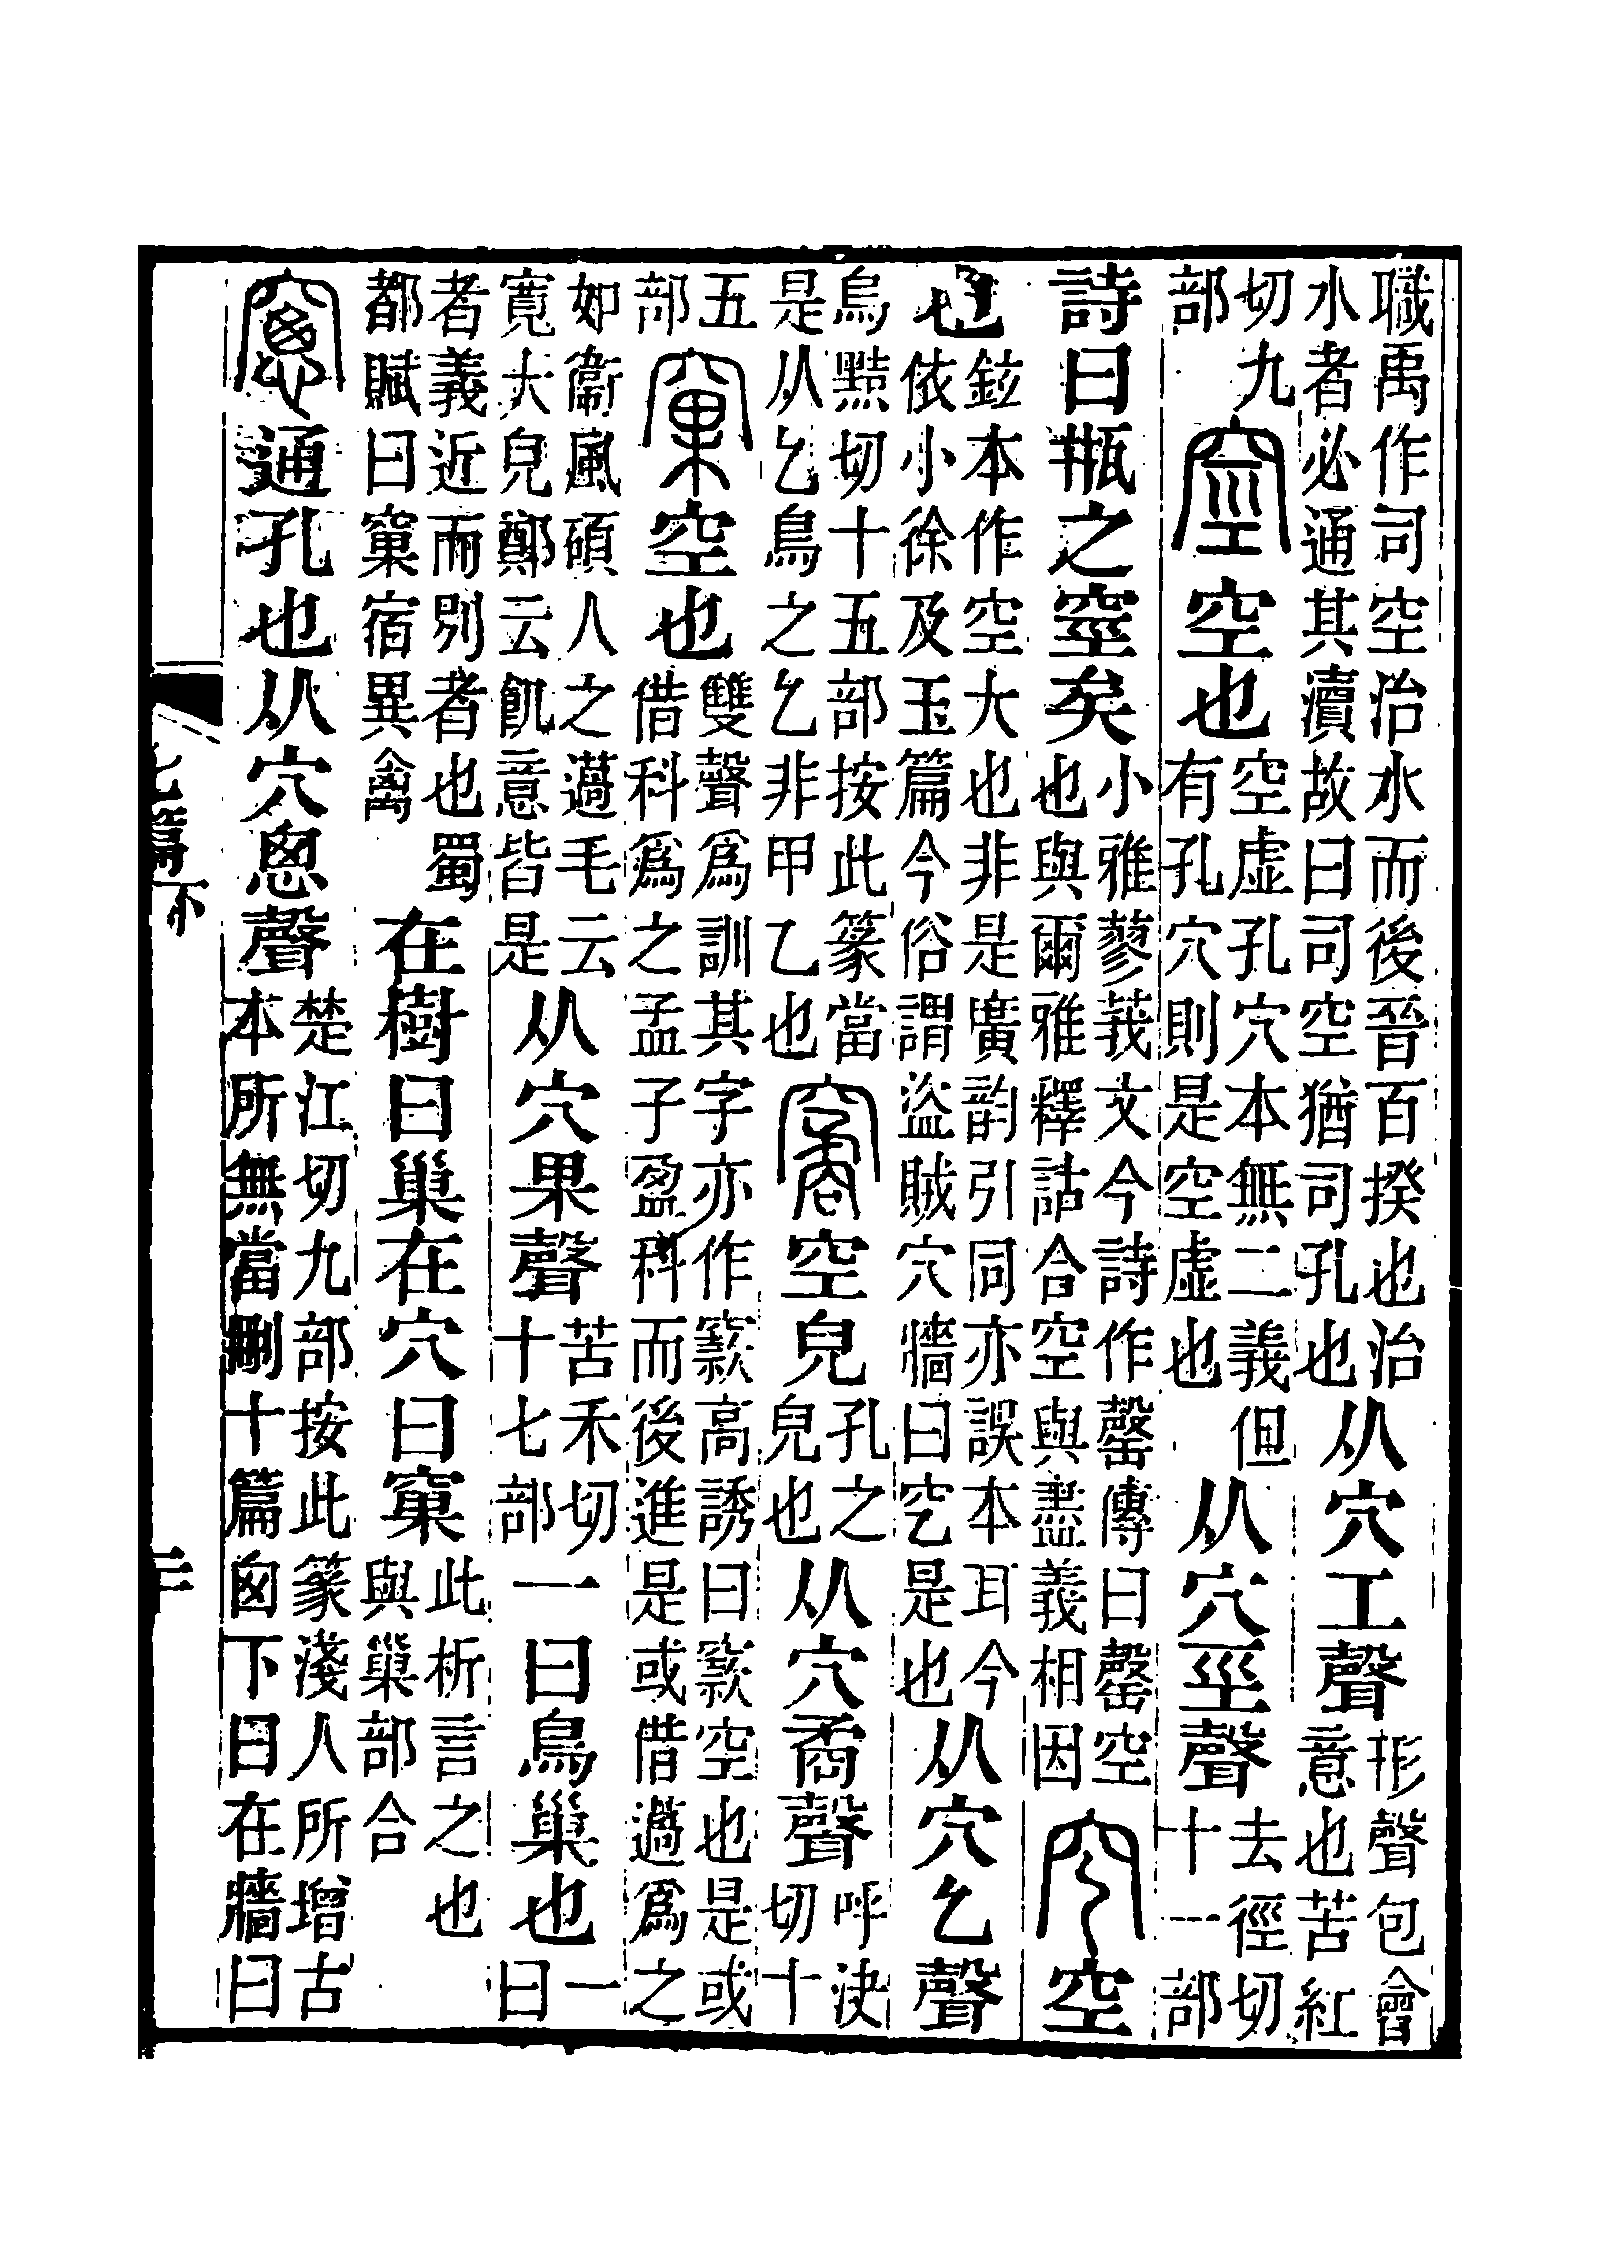 職禹作司空治水而後晉百揆也治水者必通其瀆故曰司空猶司孔也从穴工聲形聲包會意也苦紅
切九部空也空虛孔穴本無二義但有孔穴則是空虛也从穴巠聲去徑切十一部
詩曰瓶之𥥻矣小雅蓼莪文今詩作罄傳曰罄空也與爾雅釋詁合空與盡義相因穵空
也鉉本作空大也非是廣韵引同亦誤本耳今依小徐及玉篇今俗謂盜賊穴牆曰穵是也从穴乞聲
烏黠切十五部按此篆當是从乞鳥之乞非甲乙也空皃孔之皃也从穴矞聲呼決切十
五部窠空也雙聲爲訓其字亦作窾高誘曰窾空也是或借科爲之孟子盈科而後進是或借薖爲之
如衞風碩人之薖毛云寬大皃鄭云飢意皆是从穴果聲苦禾切十七部一曰鳥巢也一曰
者義近而別者也蜀都賦曰窠宿異禽在樹曰巢在穴曰窠此析言之也與巢部合
窻通孔也从穴悤聲楚江切九部按此篆淺人所增古本所無當刪十篇囱下曰在牆曰
七篇下
二十